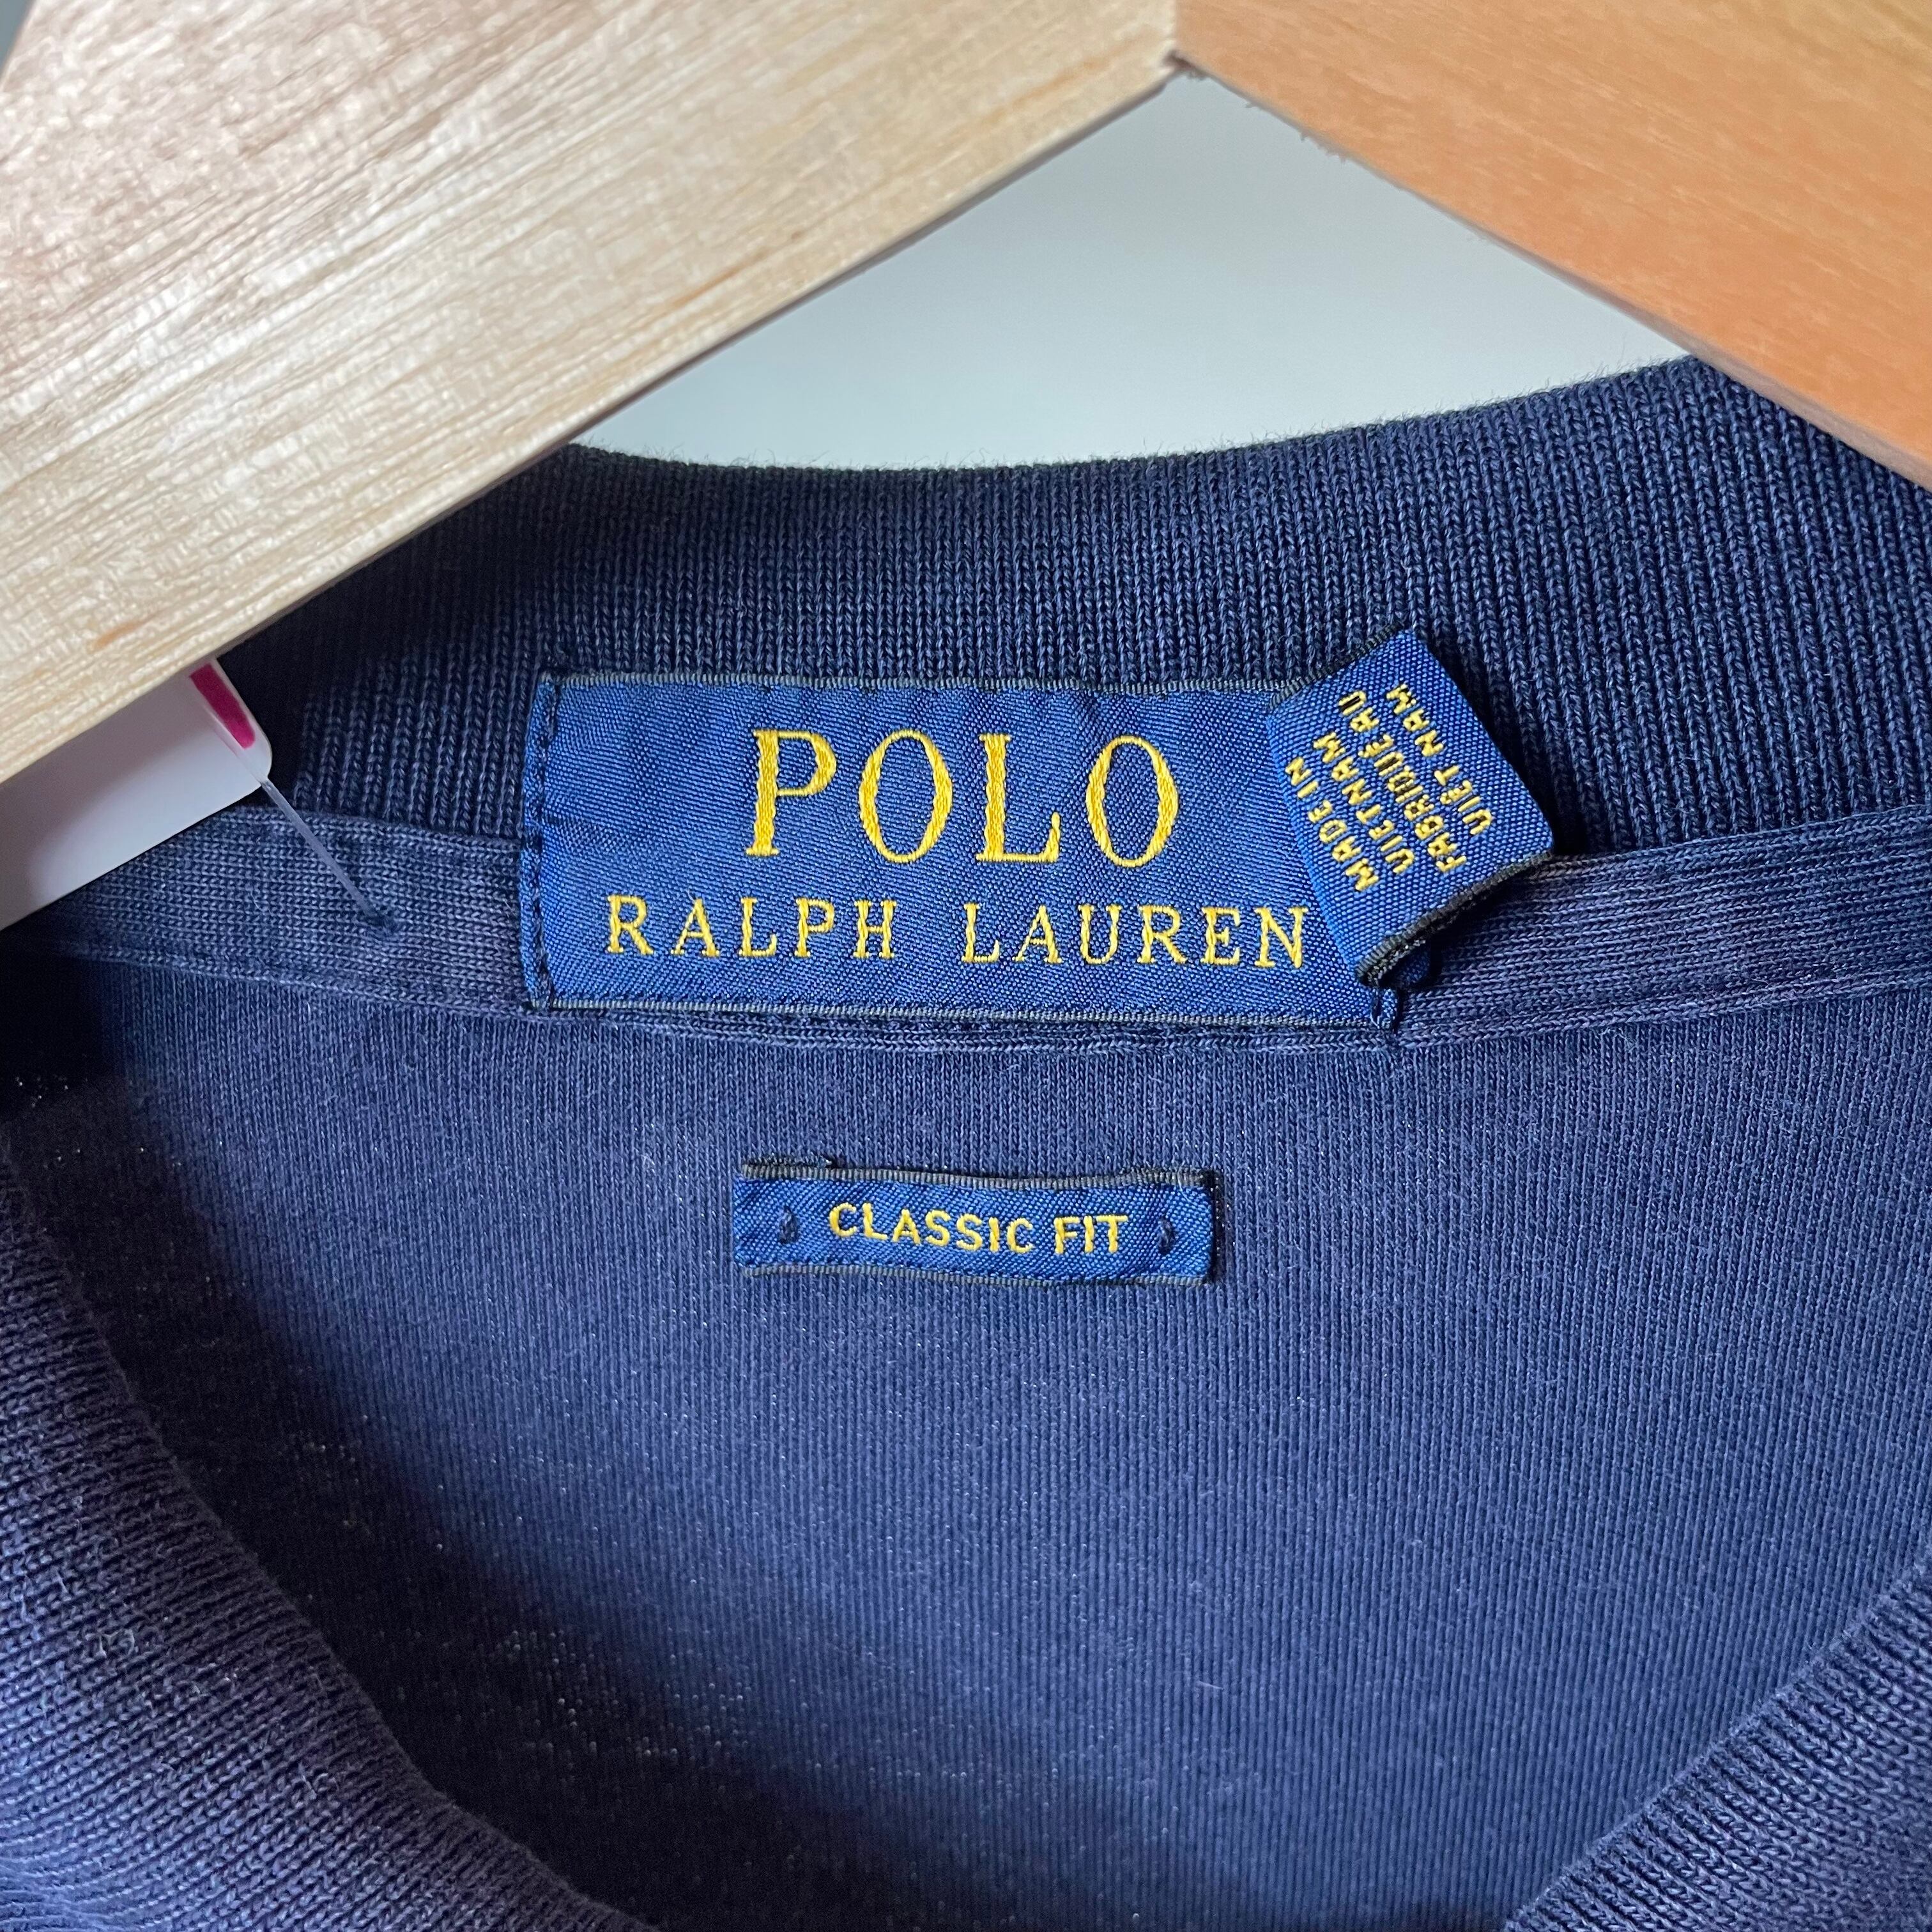 POLO
RALPH LAUREN
MADE IN
VIETNAM
FABRIQUÉ AU
VIET NAM
CLASSIC FIT